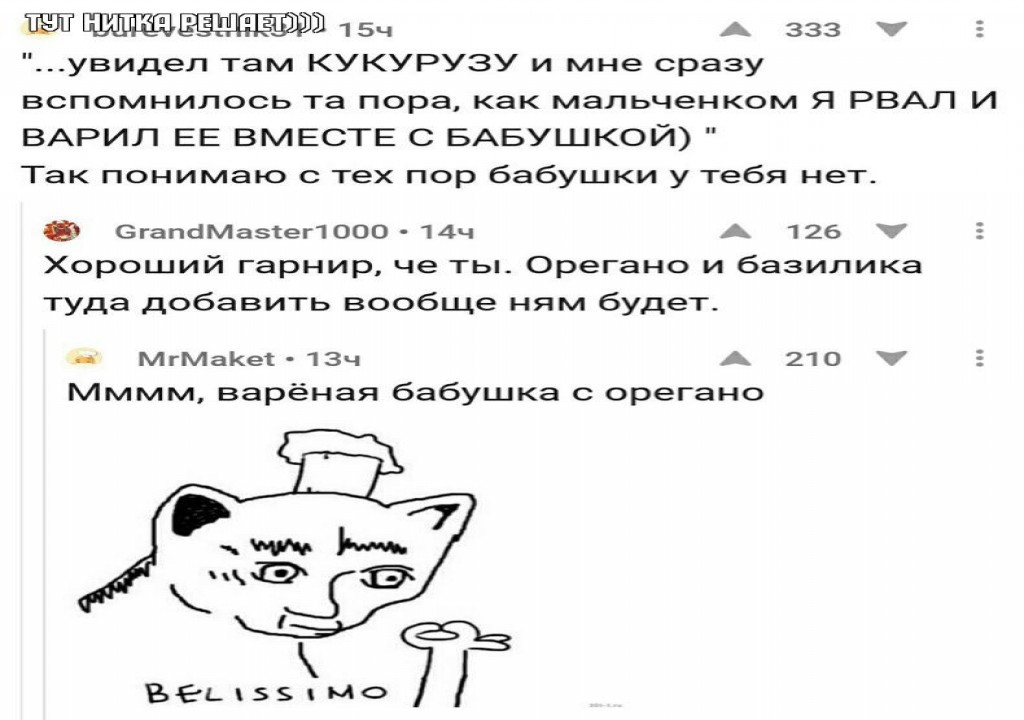 ТУТ НИТКА РЕШАЕТ)))
15ч 333
"...увидел там КУКУРУЗУ и мне сразу
вспомнилось та пора, как мальченком Я РВАЛ И
ВАРИЛ ЕЕ ВМЕСТЕ С БАБУШКОЙ) "
Так понимаю с тех пор бабушки у тебя нет.
GrandMaster1000 • 14ч 126
Хороший гарнир, че ты. Орегано и базилика
туда добавить вообще ням будет.
MrMaket • 13ч 210
Мммм, варёная бабушка с орегано
BELISSIMO